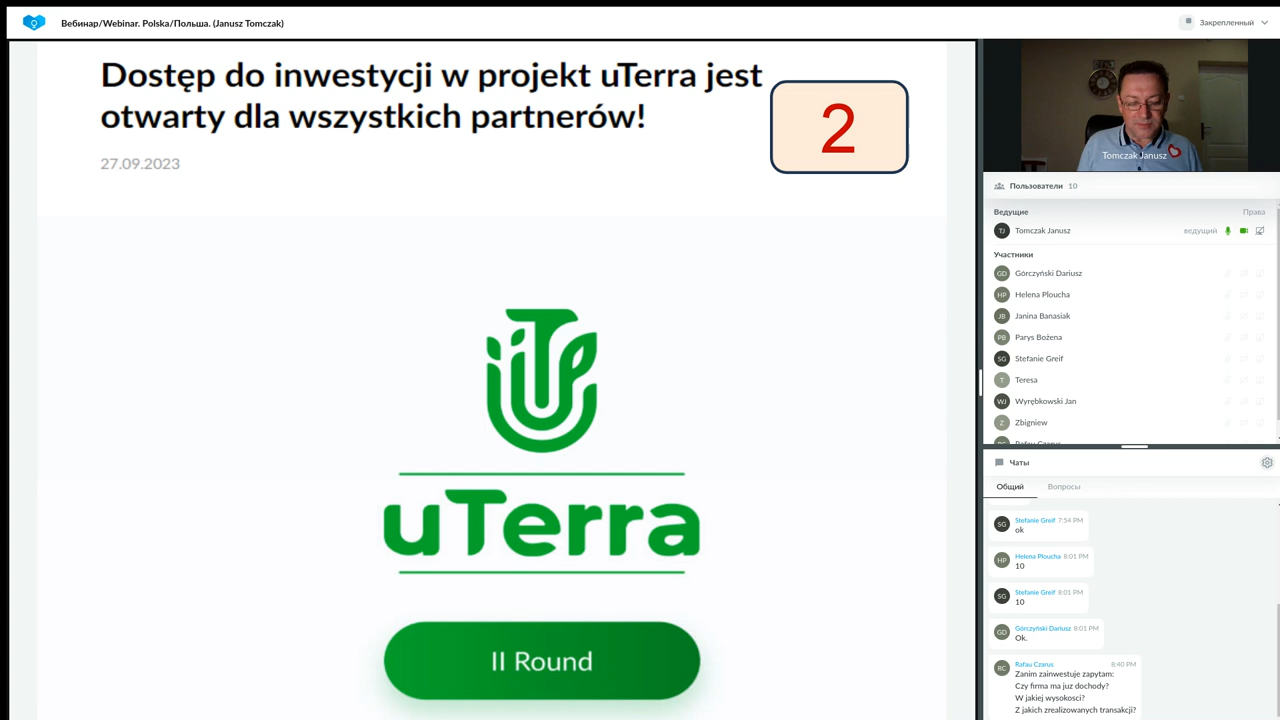 Вебинар/Webinar. Polska/Польша. (Janusz Tomczak)
Закрепленный
Dostęp do inwestycji w projekt uTerra jest
otwarty dla wszystkich partnerów!
27.09.2023
2
uTerra
II Round
Tomczak Janusz
Пользователи 10
Ведущие Права
TJ Tomczak Janusz ведущий
Участники
GD Górczyński Dariusz
HP Helena Ploucha
JB Janina Banasiak
PB Parys Bożena
SG Stefanie Greif
T Teresa
WJ Wyrębkowski Jan
Z Zbigniew
Rafau Czarus
Чаты
Общий Вопросы
SG Stefanie Greif 7:54 PM
ok
HP Helena Ploucha 8:01 PM
10
SG Stefanie Greif 8:01 PM
10
GD Górczyński Dariusz 8:01 PM
Ok.
RC Rafau Czarus 8:40 PM
Zanim zainwestuje zapytam:
Czy firma ma juz dochody?
W jakiej wysokosci?
Z jakich zrealizowanych transakcji?